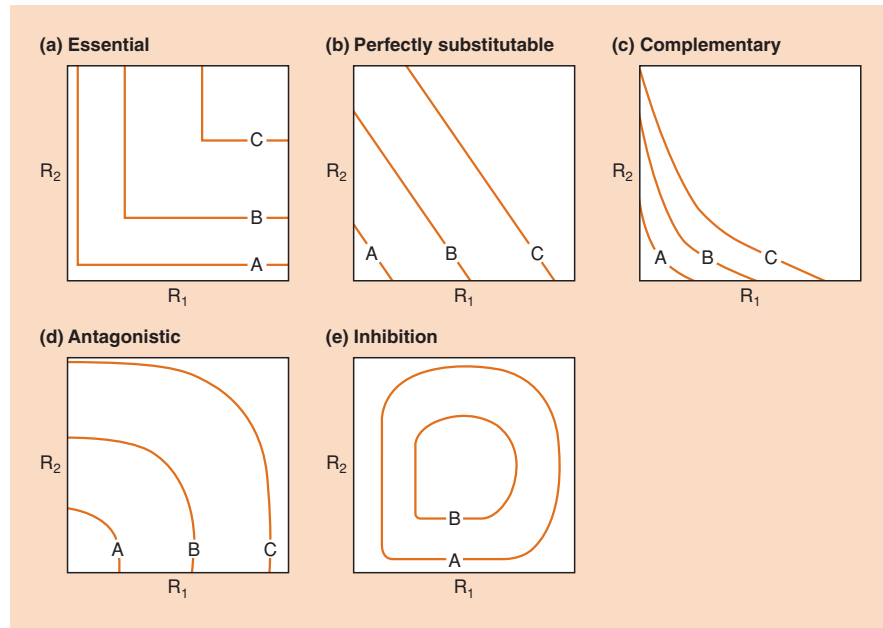 (a) Essential
(b) Perfectly substitutable
(c) Complementary
R2
C
B
A
R1
R2
A
B
C
R1
R2
A
B
C
R1
(d) Antagonistic
(e) Inhibition
R2
A
B
C
R1
R2
B
A
R1